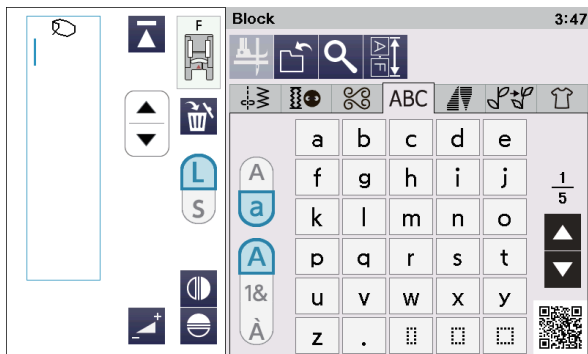 F
Block 3:47
A-F
ABC
L
S
A
a
A
1&
À
a b c d e
f g h i j
k l m n o
p q r s t
u v w x y
z .
1
5